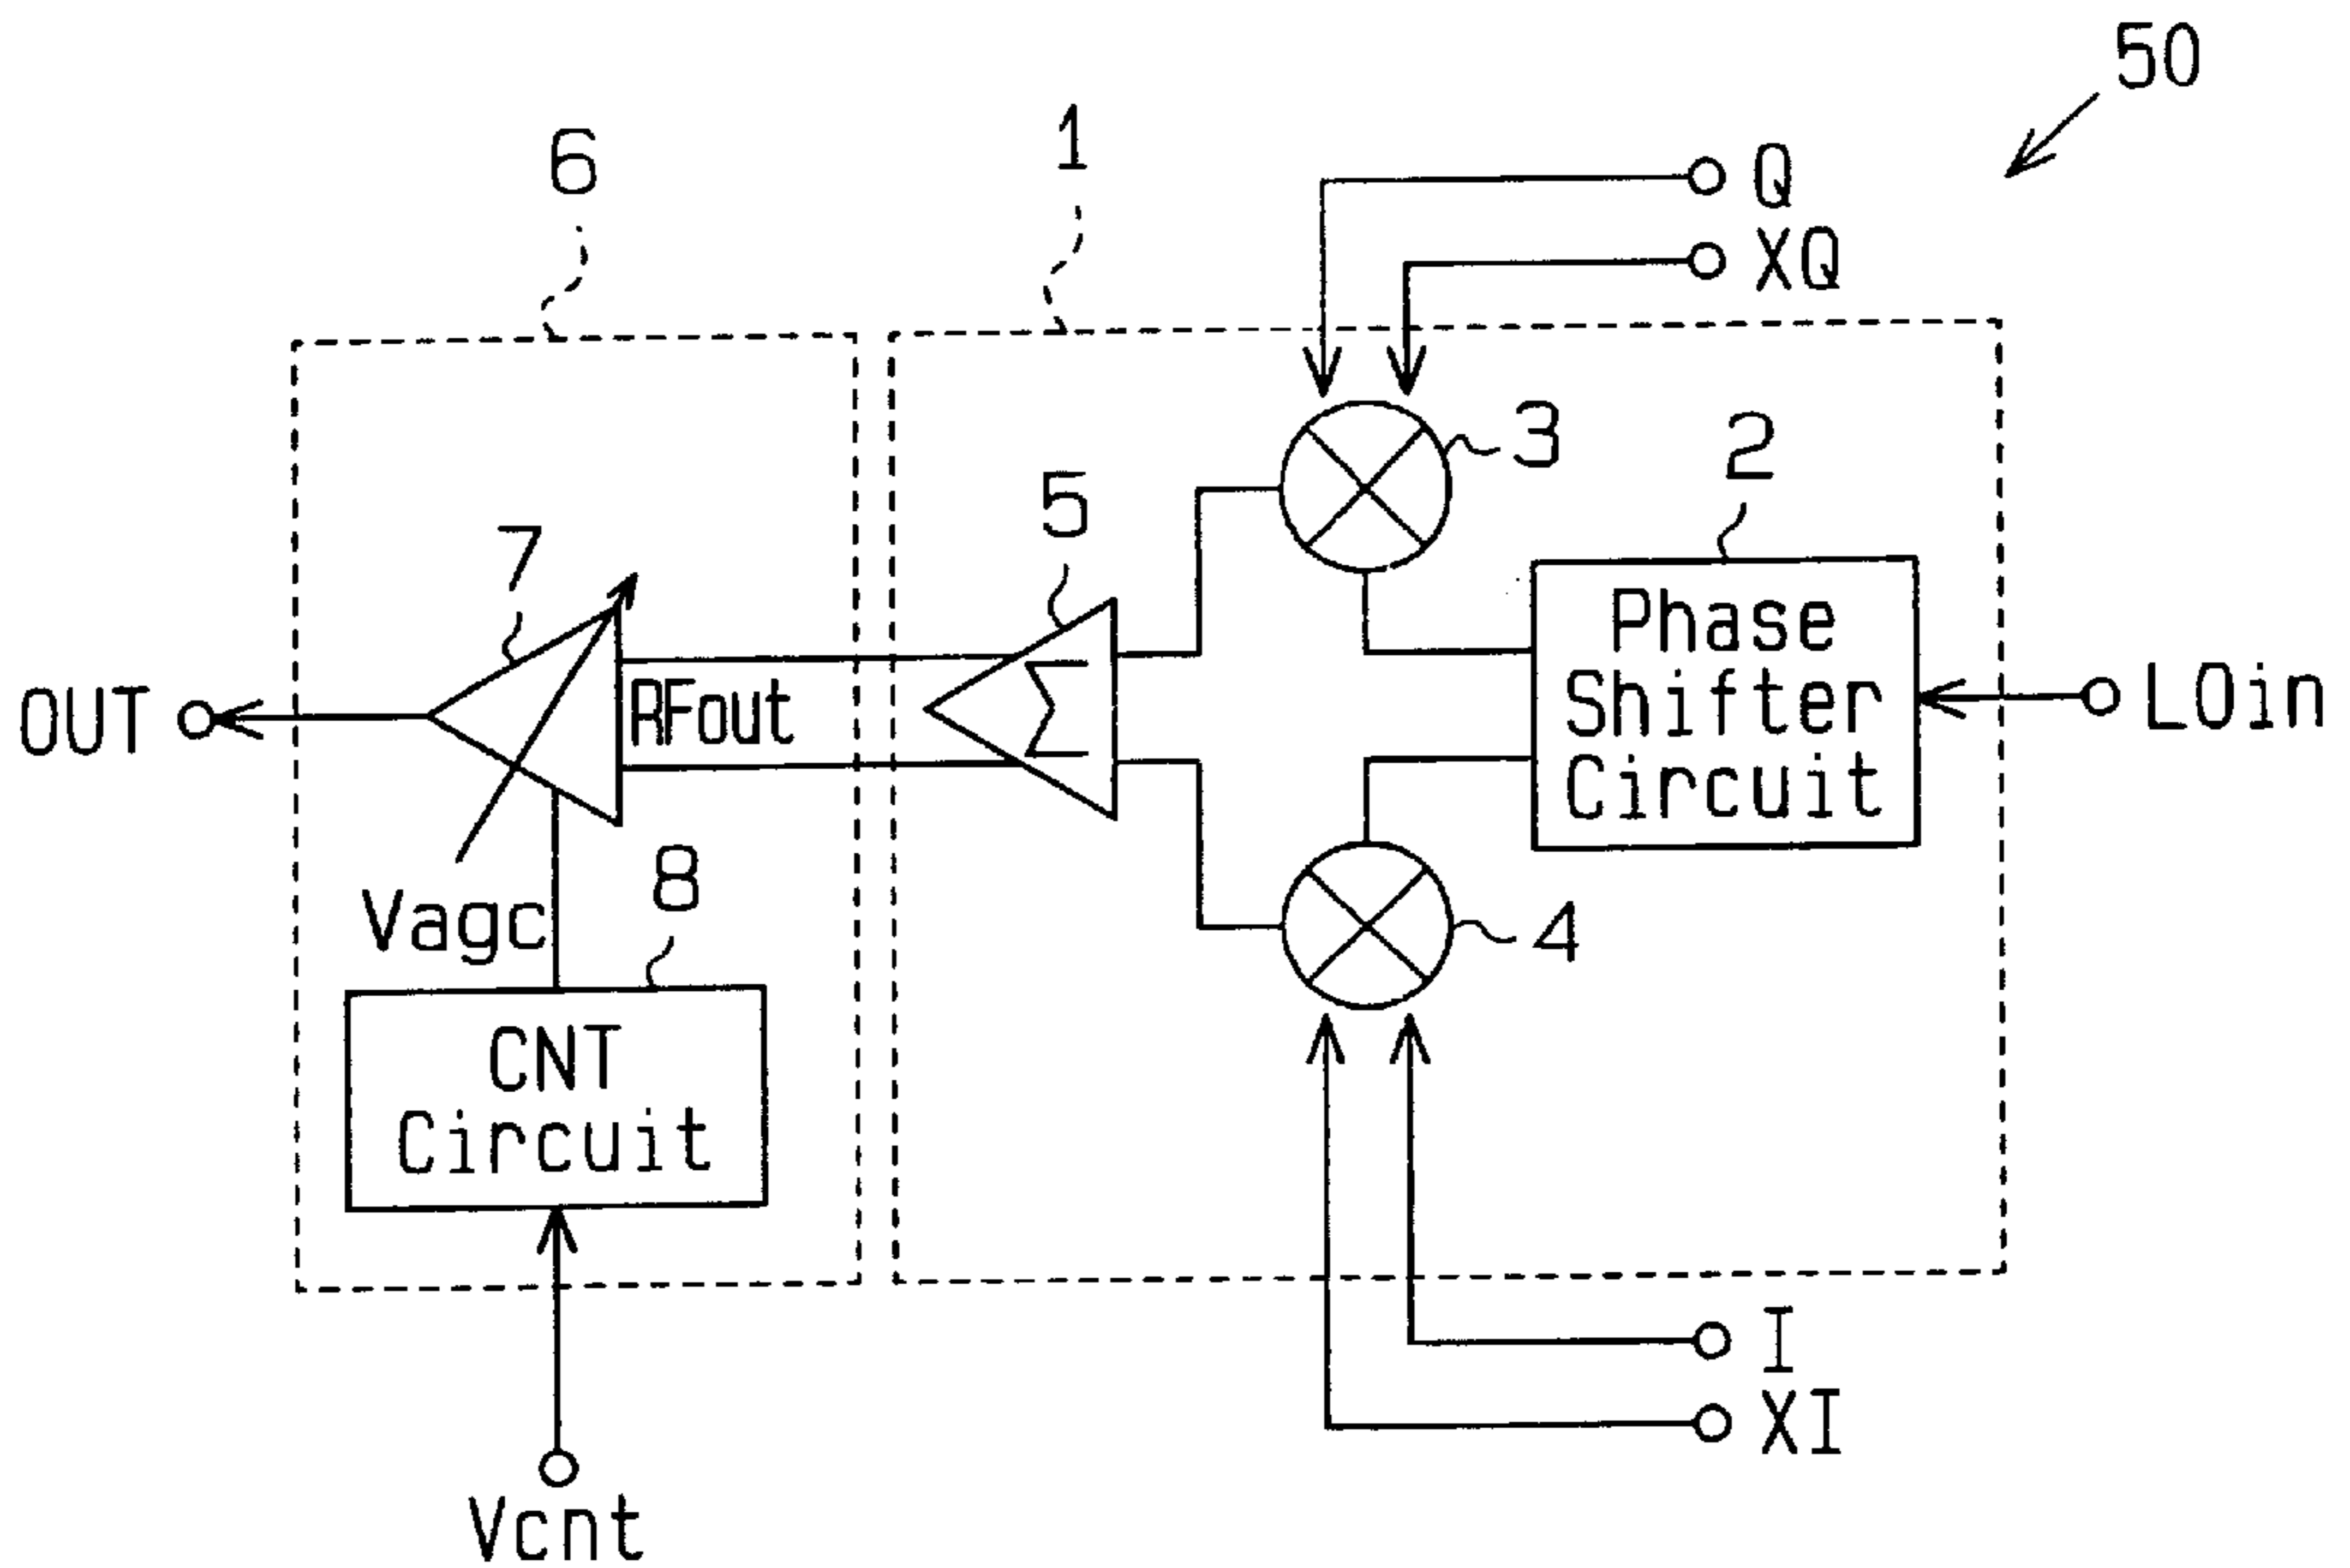 50
6
1
Q
XQ
3
2
5
7
Phase
Shifter
Circuit
OUT
RFout
Σ
LOin
8
Vagc
4
CNT
Circuit
I
XI
Vcnt